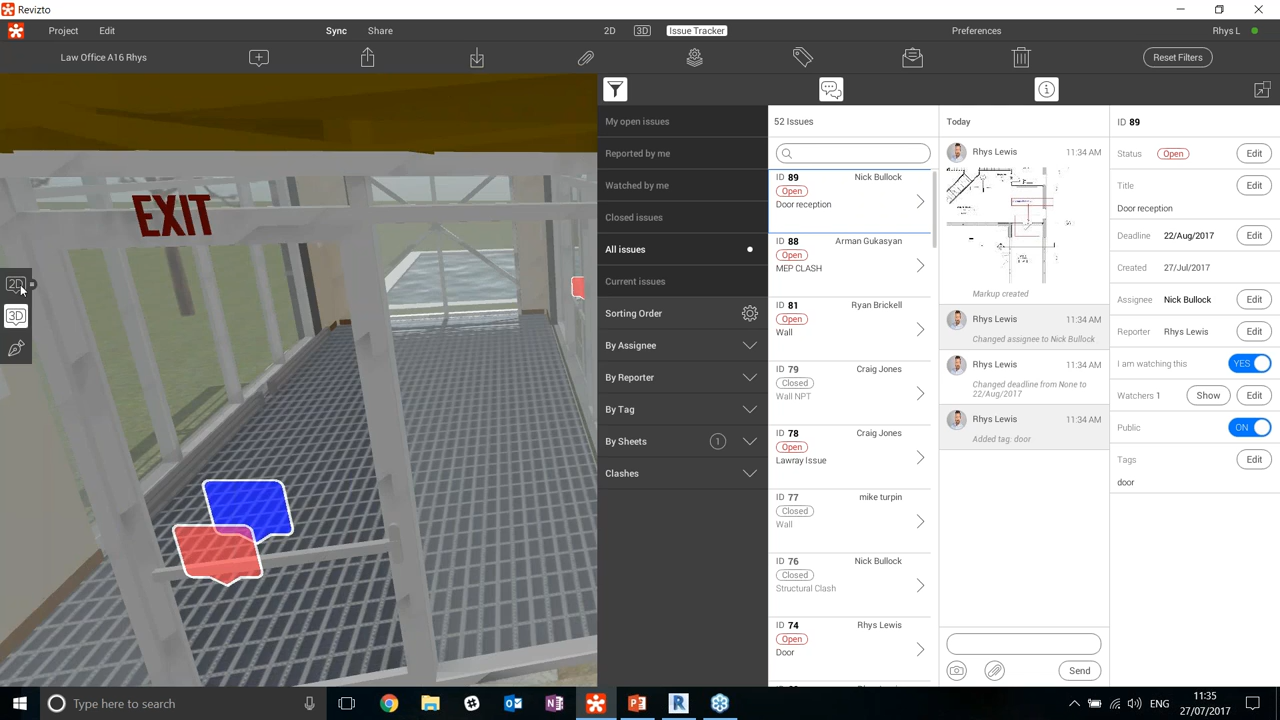 Revizto
Project Edit Sync Share 2D 3D Issue Tracker Preferences Rhys L
Law Office A16 Rhys Reset Filters
EXIT
2D
3D
My open issues
Reported by me
Watched by me
Closed issues
All issues
Current issues
Sorting Order
By Assignee
By Reporter
By Tag
By Sheets 1
Clashes
52 Issues
ID 89 Nick Bullock
Open
Door reception
ID 88 Arman Gukasyan
Open
MEP CLASH
ID 81 Ryan Brickell
Open
Wall
ID 79 Craig Jones
Closed
Wall NPT
ID 78 Craig Jones
Open
Lawray Issue
ID 77 mike turpin
Closed
Wall
ID 76 Nick Bullock
Closed
Structural Clash
ID 74 Rhys Lewis
Open
Door
Today
Rhys Lewis 11:34 AM
Markup created
Rhys Lewis 11:34 AM
Changed assignee to Nick Bullock
Rhys Lewis 11:34 AM
Changed deadline from None to
22/Aug/2017
Rhys Lewis 11:34 AM
Added tag: door
Send
ID 89
Status Open Edit
Title Edit
Door reception
Deadline 22/Aug/2017 Edit
Created 27/Jul/2017
Assignee Nick Bullock Edit
Reporter Rhys Lewis Edit
I am watching this YES
Watchers 1 Show Edit
Public ON
Tags Edit
door
Type here to search
ENG
11:35
27/07/2017